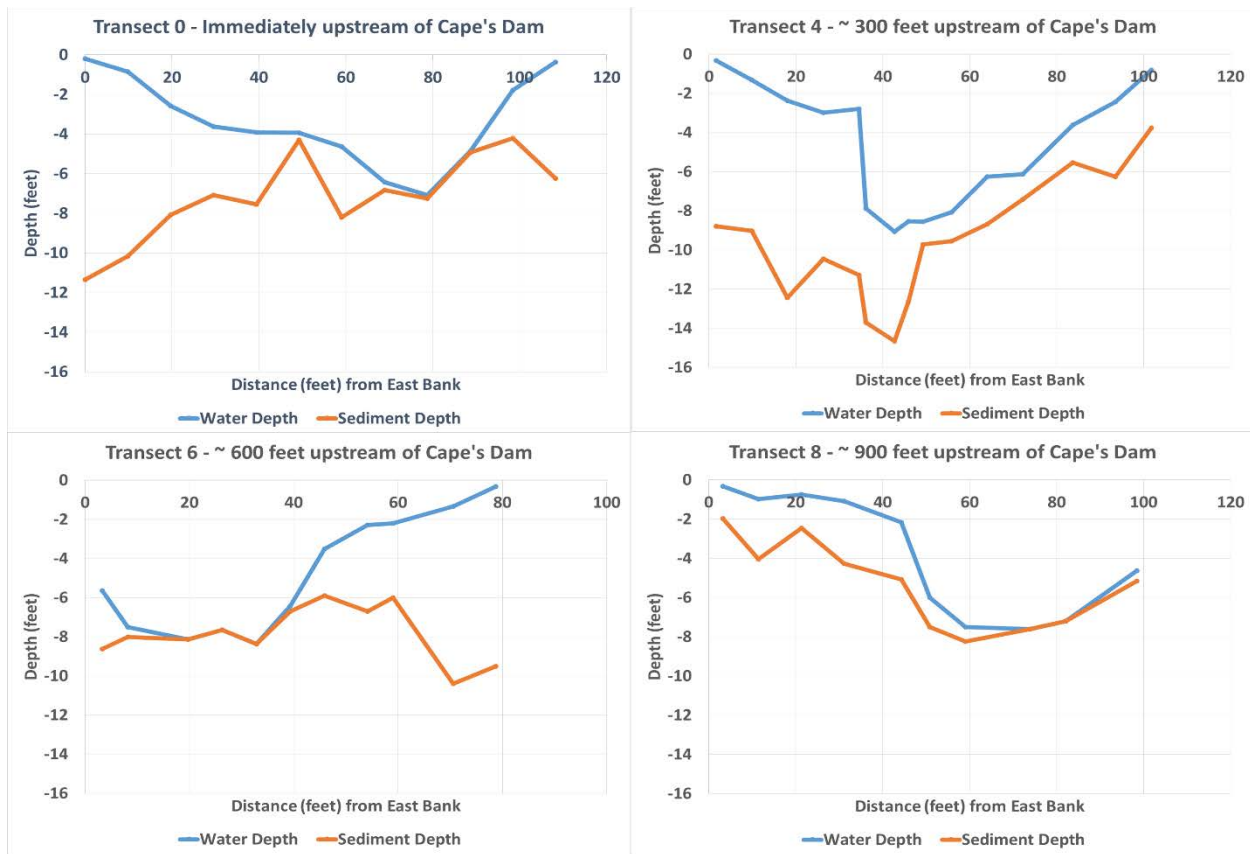 Transect 0 - Immediately upstream of Cape's Dam
0
0 20 40 60 80 100 120
-2
-4
-6
-8
-10
-12
-14
-16
Depth (feet)
Distance (feet) from East Bank
Water Depth Sediment Depth
Transect 4 - ~ 300 feet upstream of Cape's Dam
0
0 20 40 60 80 100 120
-2
-4
-6
-8
-10
-12
-14
-16
Depth (feet)
Distance (feet) from East Bank
Water Depth Sediment Depth
Transect 6 - ~ 600 feet upstream of Cape's Dam
0
0 20 40 60 80 100
-2
-4
-6
-8
-10
-12
-14
-16
Depth (feet)
Distance (feet) from East Bank
Water Depth Sediment Depth
Transect 8 - ~ 900 feet upstream of Cape's Dam
0
0 20 40 60 80 100 120
-2
-4
-6
-8
-10
-12
-14
-16
Depth (feet)
Distance (feet) from East Bank
Water Depth Sediment Depth